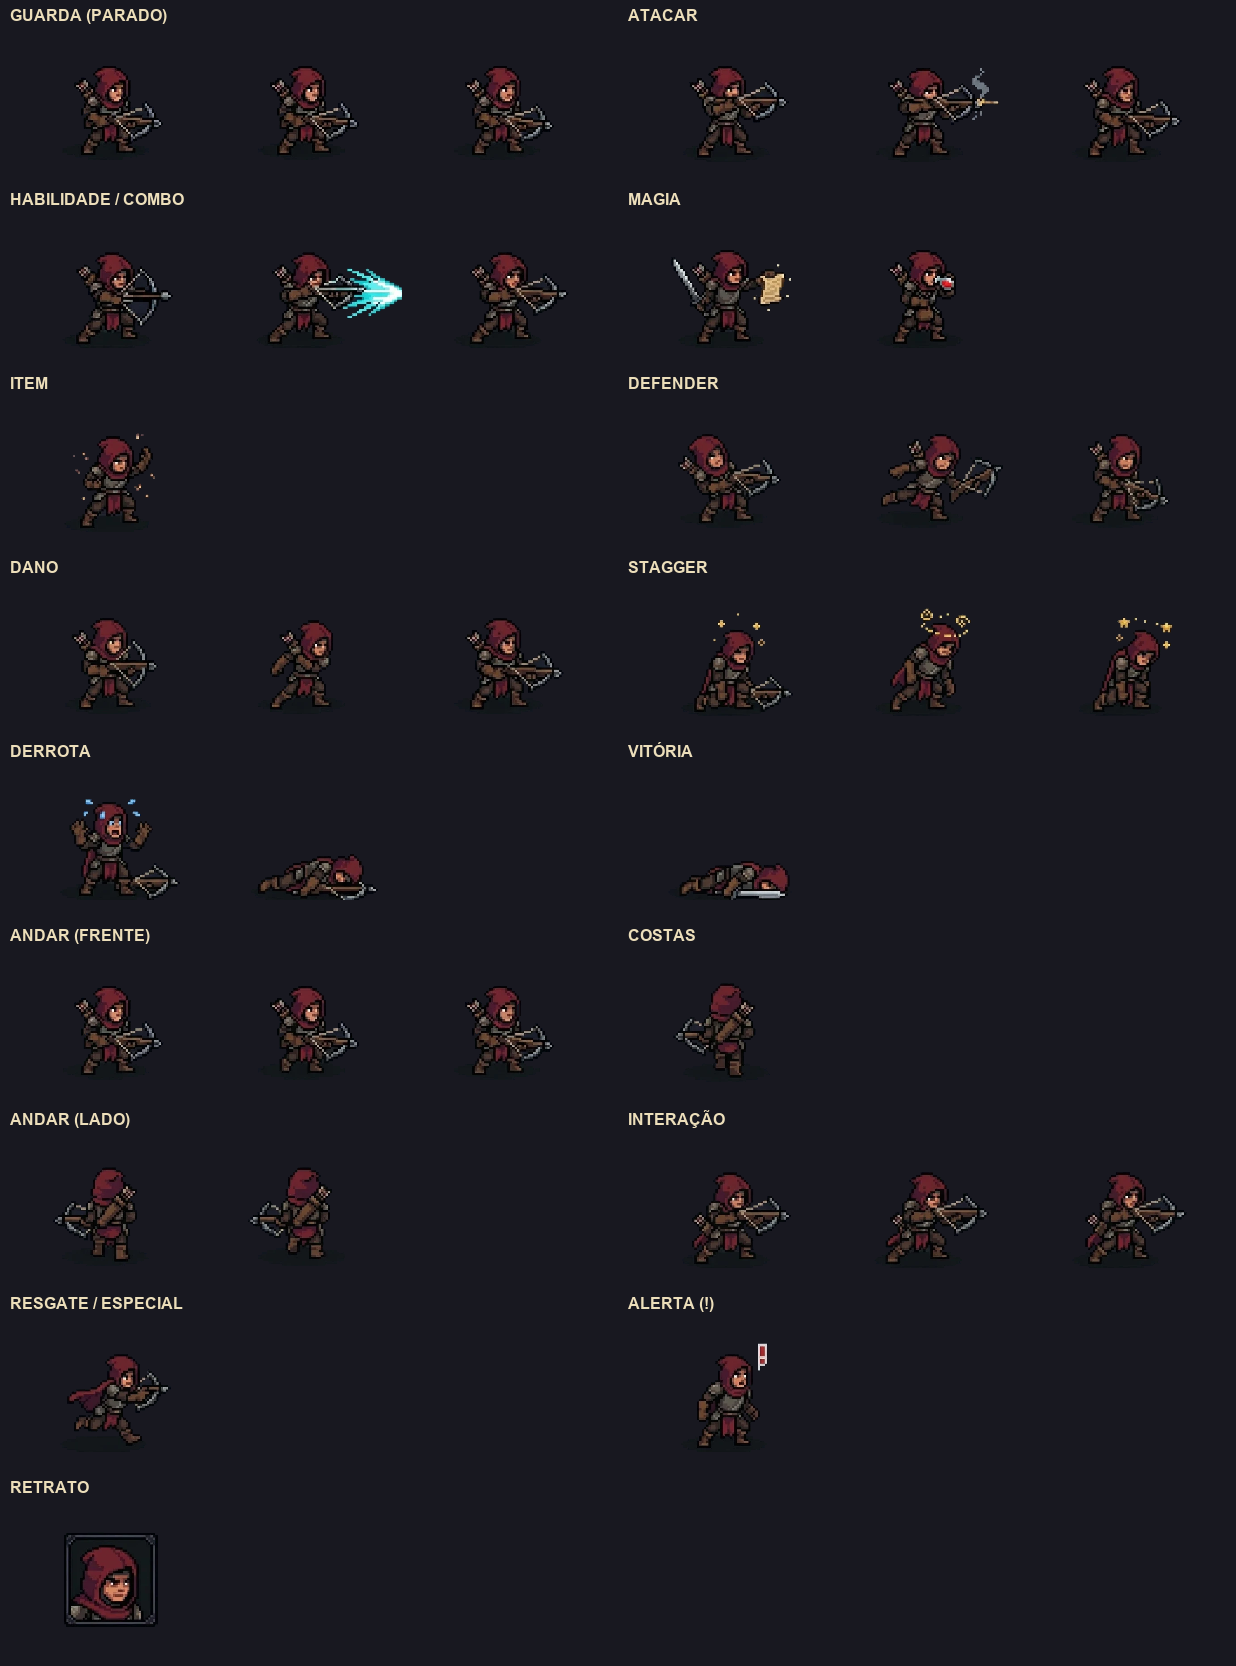 GUARDA (PARADO)
ATACAR
HABILIDADE / COMBO
MAGIA
ITEM
DEFENDER
DANO
STAGGER
DERROTA
VITÓRIA
ANDAR (FRENTE)
COSTAS
ANDAR (LADO)
INTERAÇÃO
RESGATE / ESPECIAL
ALERTA (!)
RETRATO